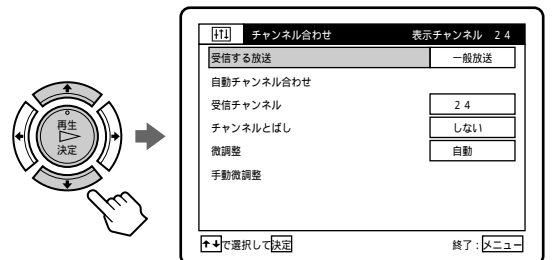 再生
決定
チャンネル合わせ 表示チャンネル 24
受信する放送 一般放送
自動チャンネル合わせ
受信チャンネル 24
チャンネルとばし しない
微調整 自動
手動微調整
で選択して決定 終了:メニュー